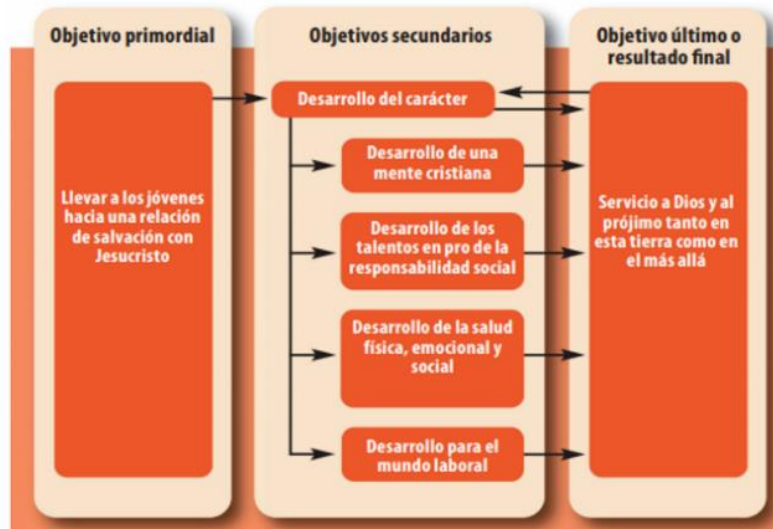 Objetivo primordial
Llevar a los jóvenes
hacia una relación
de salvación con
Jesucristo
Objetivos secundarios
Desarrollo del carácter
Desarrollo de una
mente cristiana
Desarrollo de los
talentos en pro de la
responsabilidad social
Desarrollo de la salud
física, emocional y
social
Desarrollo para el
mundo laboral
Objetivo último o
resultado final
Servicio a Dios y al
prójimo tanto en
esta tierra como en
el más allá